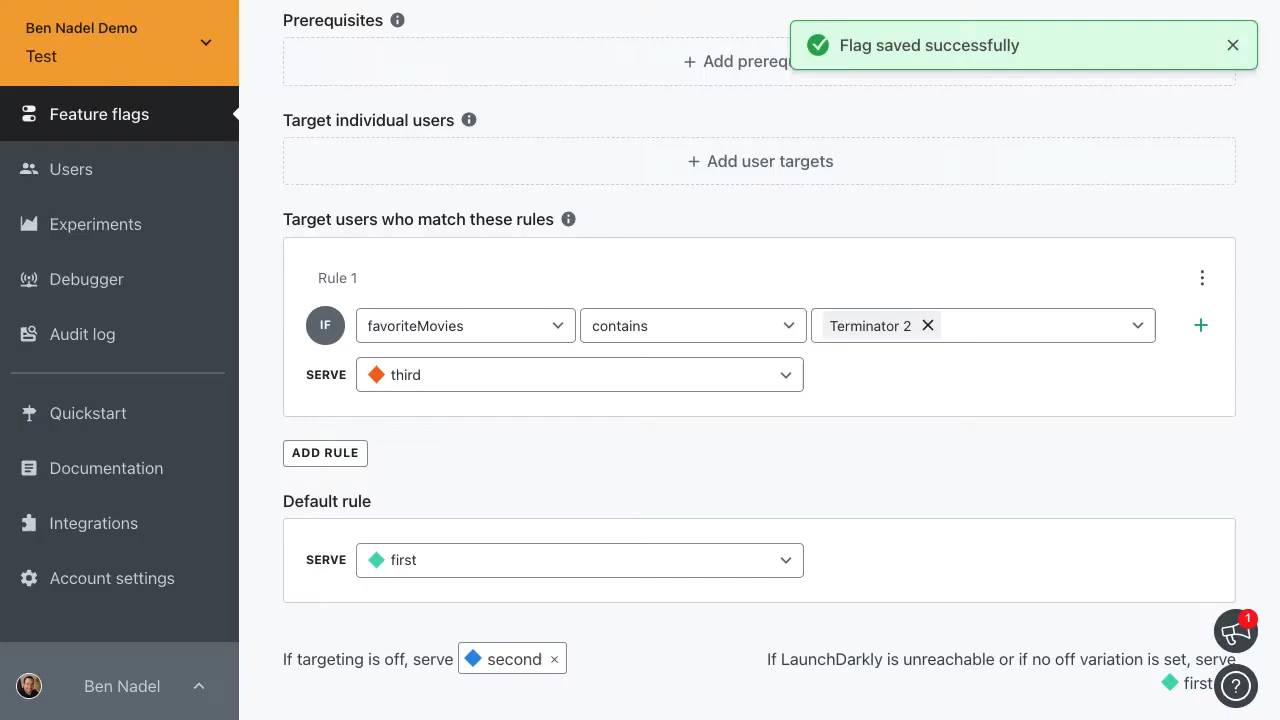 Ben Nadel Demo
Test
Feature flags
Users
Experiments
Debugger
Audit log
Quickstart
Documentation
Integrations
Account settings
Ben Nadel
Prerequisites
+ Add prerequ
Flag saved successfully
Target individual users
+ Add user targets
Target users who match these rules
Rule 1
IF favoriteMovies contains Terminator 2 ×
SERVE third
ADD RULE
Default rule
SERVE first
If targeting is off, serve second ×
If LaunchDarkly is unreachable or if no off variation is set, serve
first
1
?